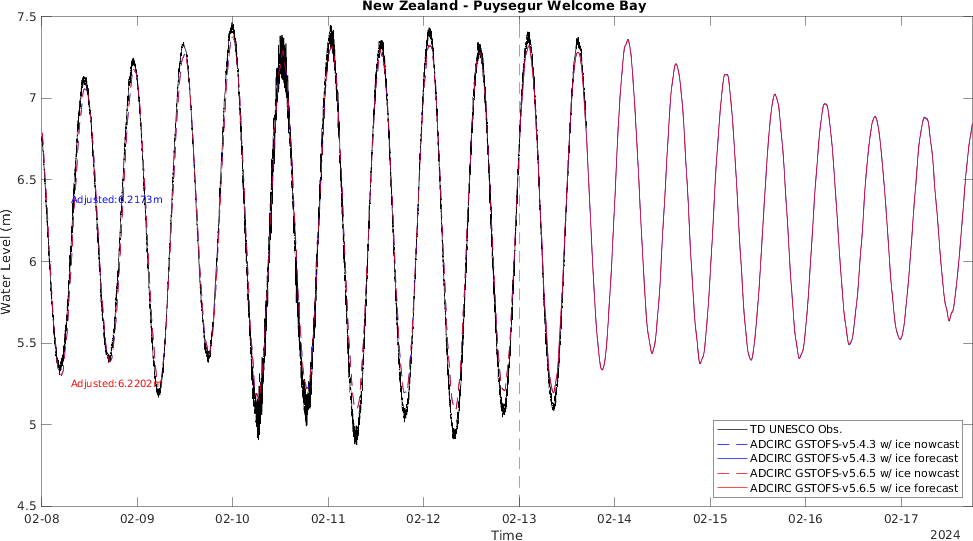 New Zealand - Puysegur Welcome Bay
7.5
7
6.5
6
5.5
5
4.5
Water Level (m)
Adjusted:6.2173m
Adjusted:6.2202m
TD UNESCO Obs.
ADCIRC GSTOFS-v5.4.3 w/ ice nowcast
ADCIRC GSTOFS-v5.4.3 w/ ice forecast
ADCIRC GSTOFS-v5.6.5 w/ ice nowcast
ADCIRC GSTOFS-v5.6.5 w/ ice forecast
02-08 02-09 02-10 02-11 02-12 02-13 02-14 02-15 02-16 02-17
Time
2024